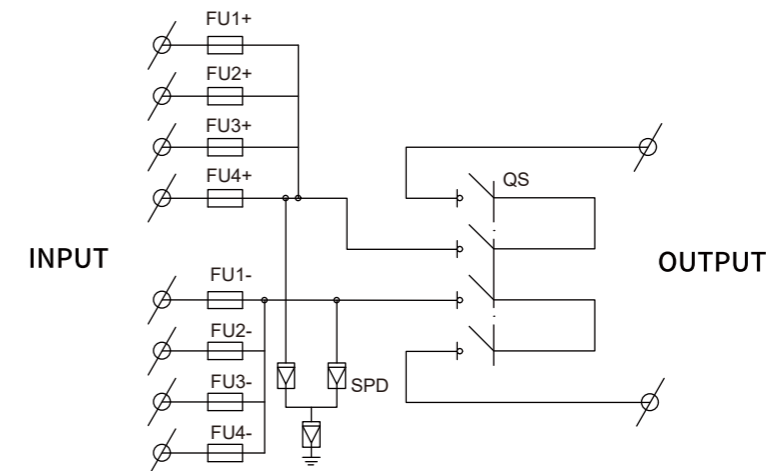 FU1+
FU2+
FU3+
FU4+
QS
INPUT
OUTPUT
FU1-
FU2-
SPD
FU3-
FU4-